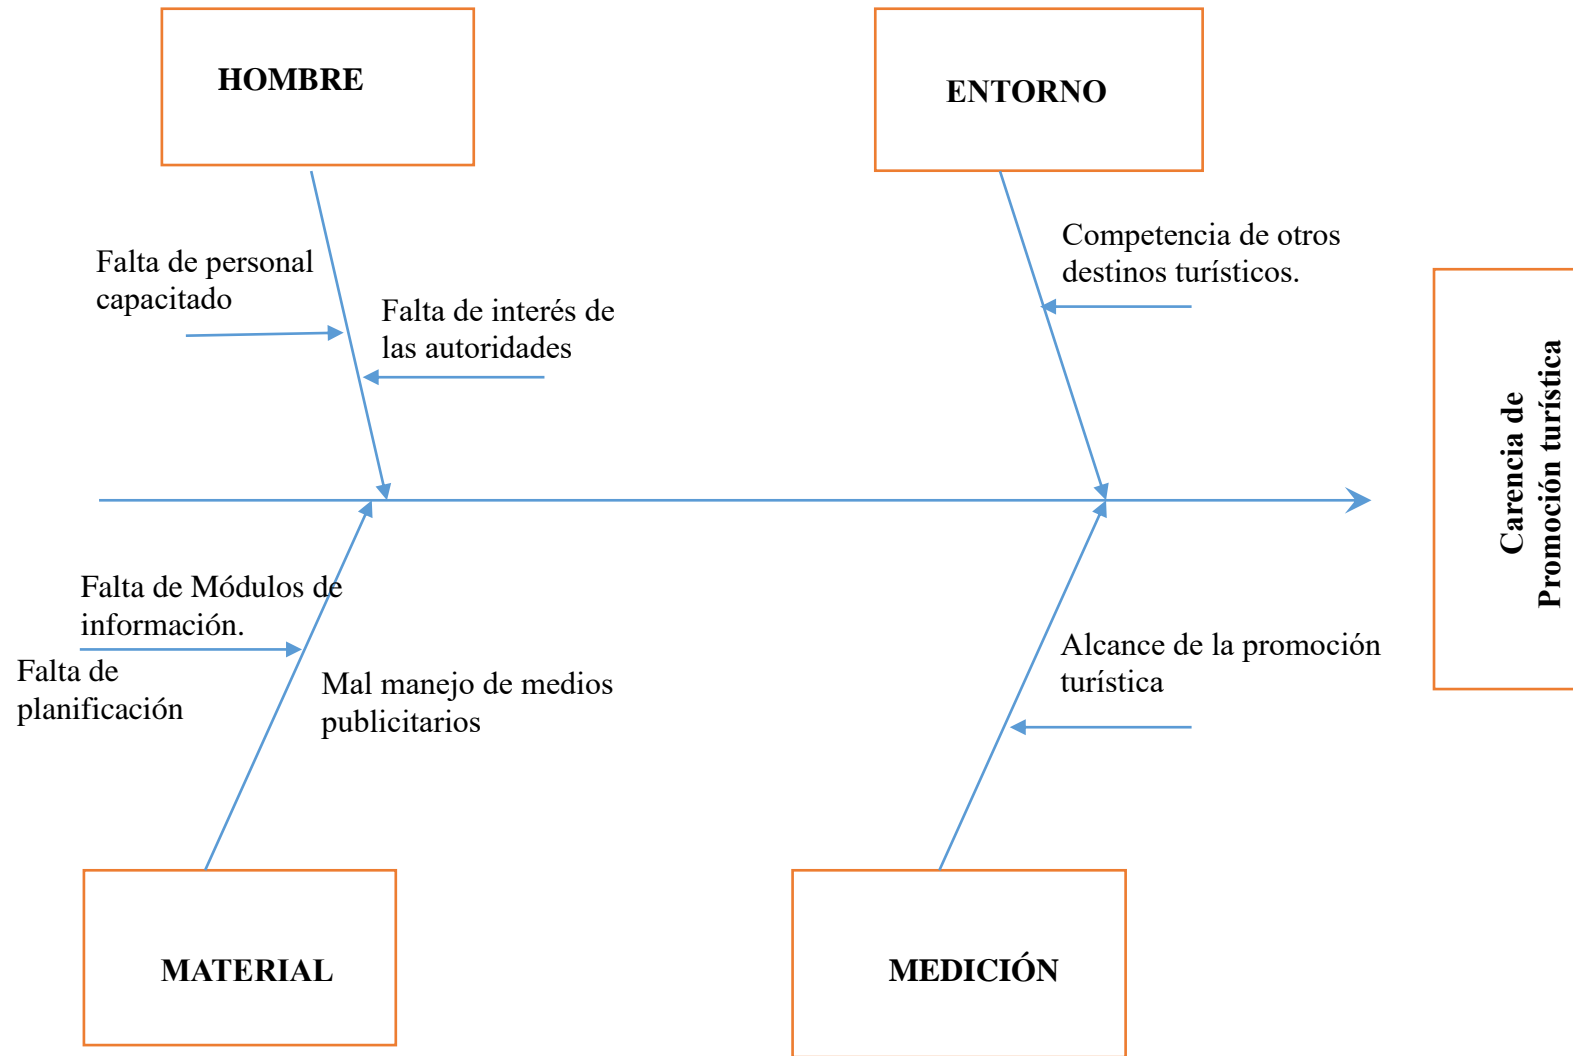 HOMBRE
ENTORNO
Falta de personal
capacitado
Falta de interés de
las autoridades
Competencia de otros
destinos turísticos.
Carencia de
Promoción turística
Falta de Módulos de
información.
Falta de
planificación
Mal manejo de medios
publicitarios
Alcance de la promoción
turística
MATERIAL
MEDICIÓN